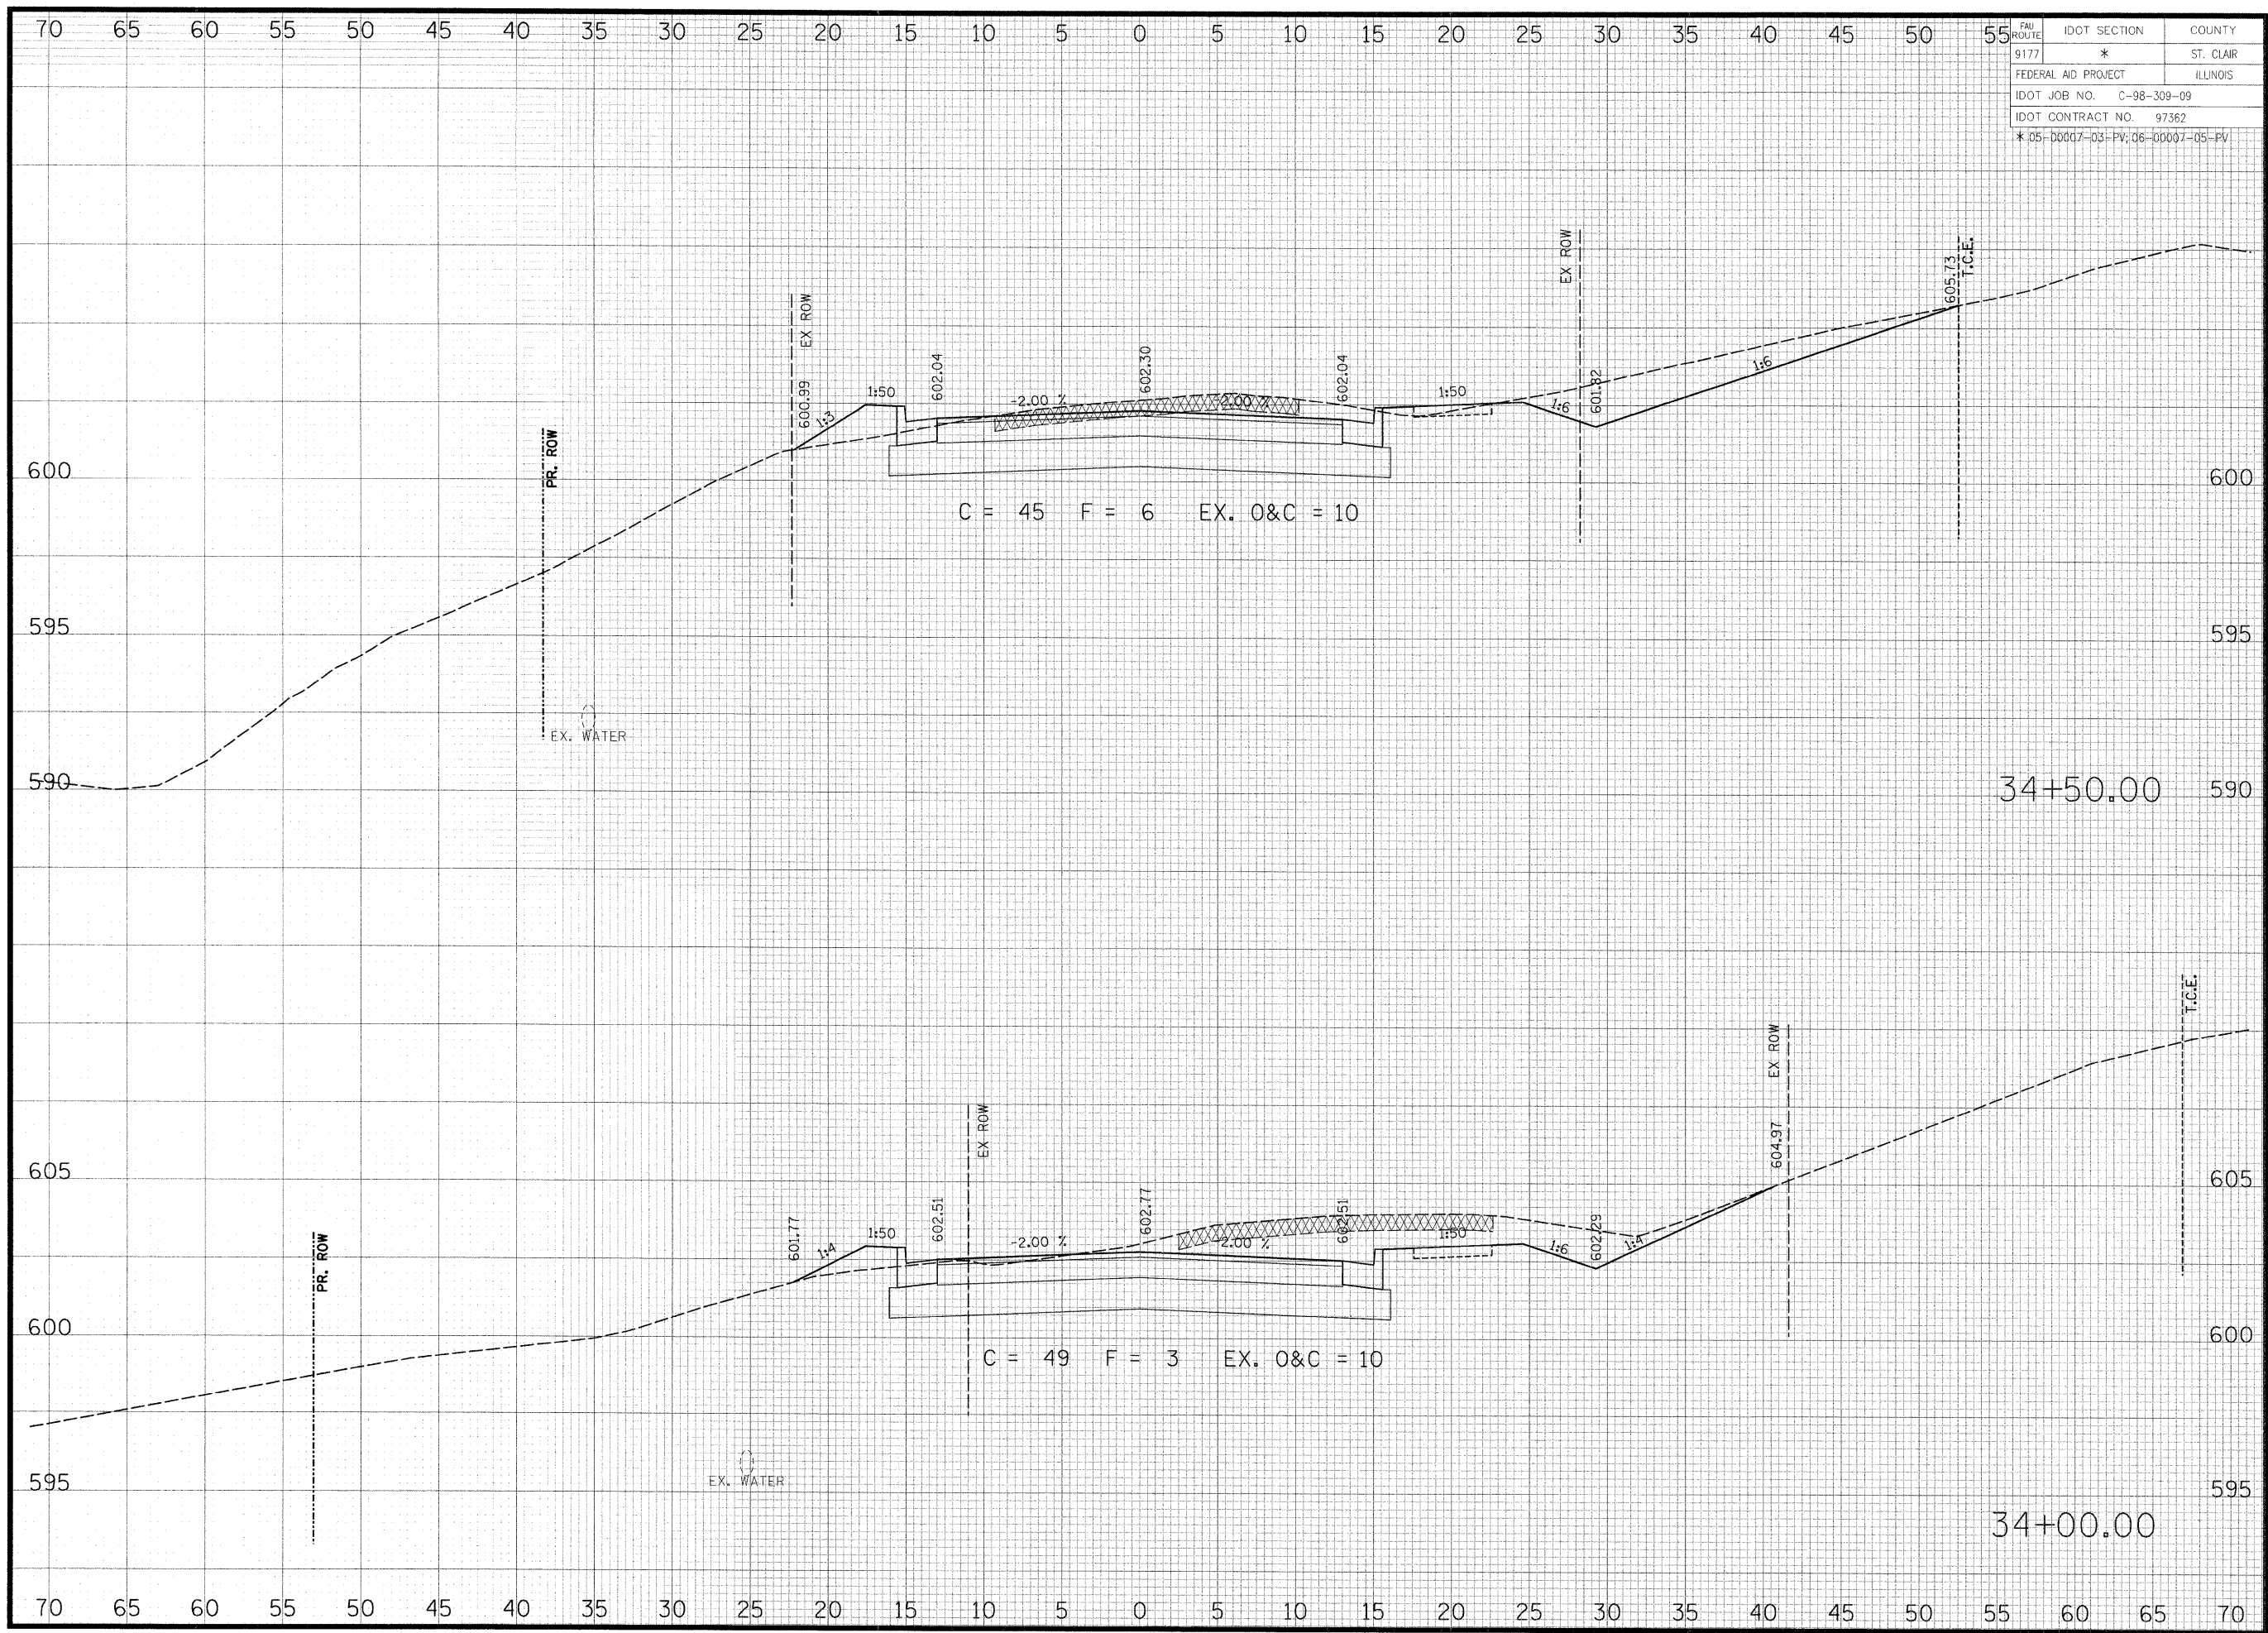 70 65 60 55 50 45 40 35 30 25 20 15 10 5 0 5 10 15 20 25 30 35 40 45 50 55
FAU ROUTE IDOT SECTION COUNTY
9177 * ST. CLAIR
FEDERAL AID PROJECT ILLINOIS
IDOT JOB NO. C-98-309-09
IDOT CONTRACT NO. 97362
* 05-00007-03-PV; 06-00007-05-PV
EX ROW
EX ROW
605.73
T.C.E.
PR. ROW
600.99
1:3
1:50
602.04
-2.00 %
602.30
-2.00 %
602.04
1:50
1:6
601.82
1:6
600 600
C = 45 F = 6 EX. O&C = 10
595 595
EX. WATER
590 590
34+50.00
T.C.E.
EX ROW
EX ROW
604.97
605 605
PR. ROW
601.77
1:4
1:50
602.51
-2.00 %
602.77
-2.00 %
602.51
1:50
1:6
602.29
1:4
600 600
C = 49 F = 3 EX. O&C = 10
EX. WATER
595 595
34+00.00
70 65 60 55 50 45 40 35 30 25 20 15 10 5 0 5 10 15 20 25 30 35 40 45 50 55 60 65 70